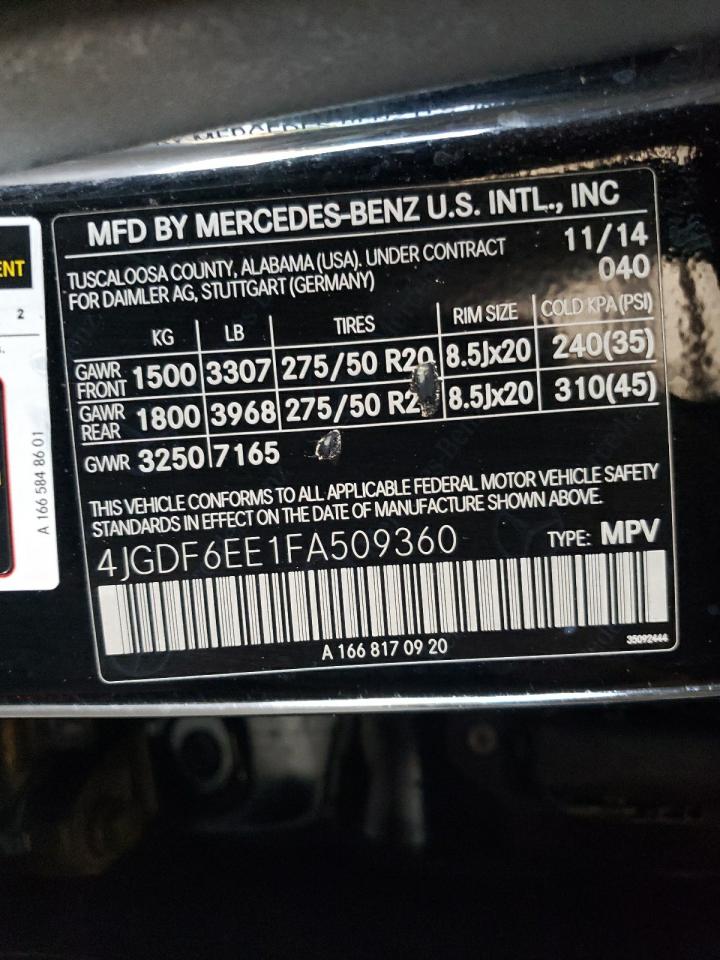 MFD BY MERCEDES-BENZ U.S. INTL., INC
TUSCALOOSA COUNTY, ALABAMA (USA). UNDER CONTRACT 11/14
FOR DAIMLER AG, STUTTGART (GERMANY) 040
KG LB TIRES RIM SIZE COLD KPA(PSI)
GAWR FRONT 1500 3307 275/50 R20 8.5Jx20 240(35)
GAWR REAR 1800 3968 275/50 8.5Jx20 310(45)
GVWR 3250 7165
THIS VEHICLE CONFORMS TO ALL APPLICABLE FEDERAL MOTOR VEHICLE SAFETY
STANDARDS IN EFFECT ON THE DATE OF MANUFACTURE SHOWN ABOVE.
4JGDF6EE1FA509360 TYPE: MPV
A 166 817 09 20 35092444
2
A 166 584 86 01